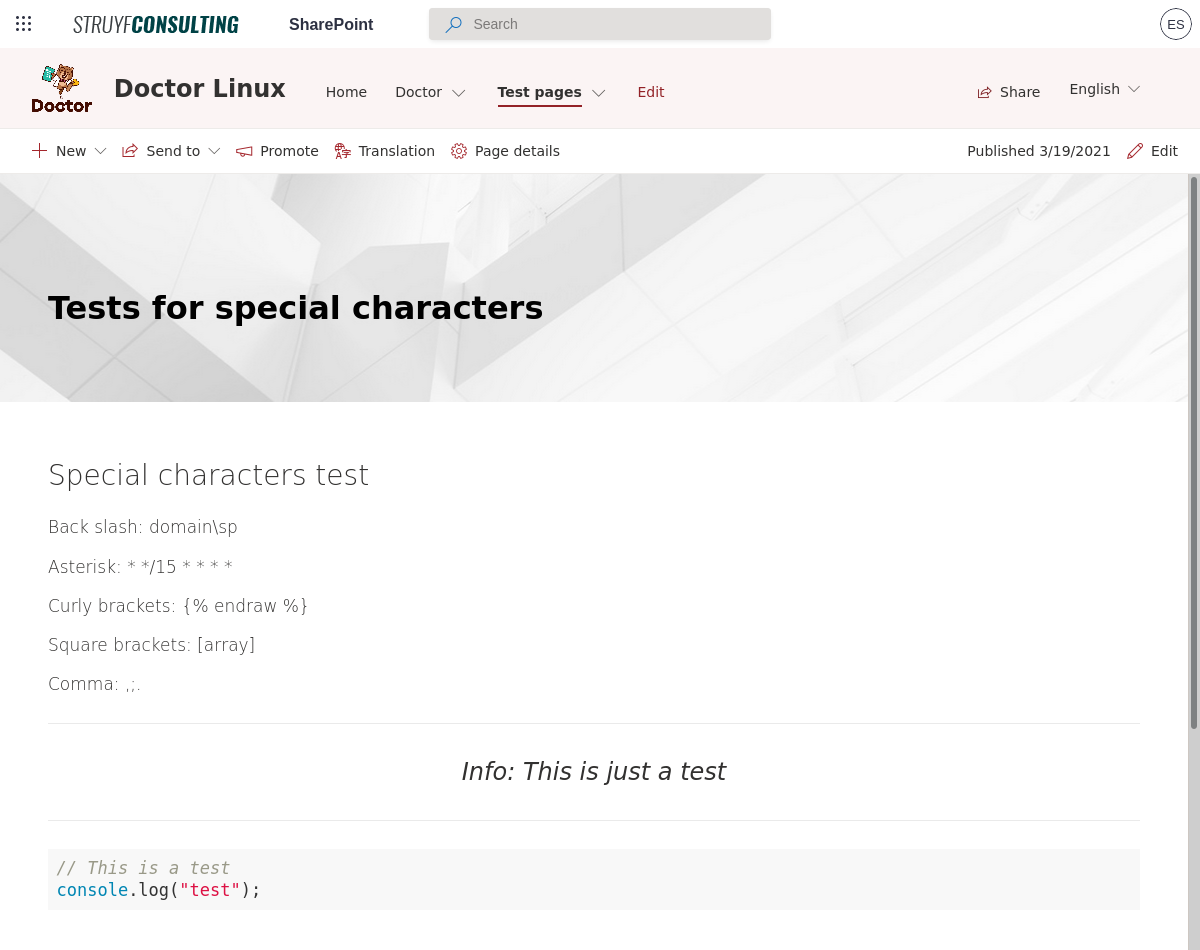 STRUYFCONSULTING SharePoint Search ES
Doctor Doctor Linux Home Doctor Test pages Edit Share English
New Send to Promote Translation Page details Published 3/19/2021 Edit
Tests for special characters
Special characters test
Back slash: domain\sp
Asterisk: * */15 * * * *
Curly brackets: {% endraw %}
Square brackets: [array]
Comma: ,;.
Info: This is just a test
// This is a test
console.log("test");